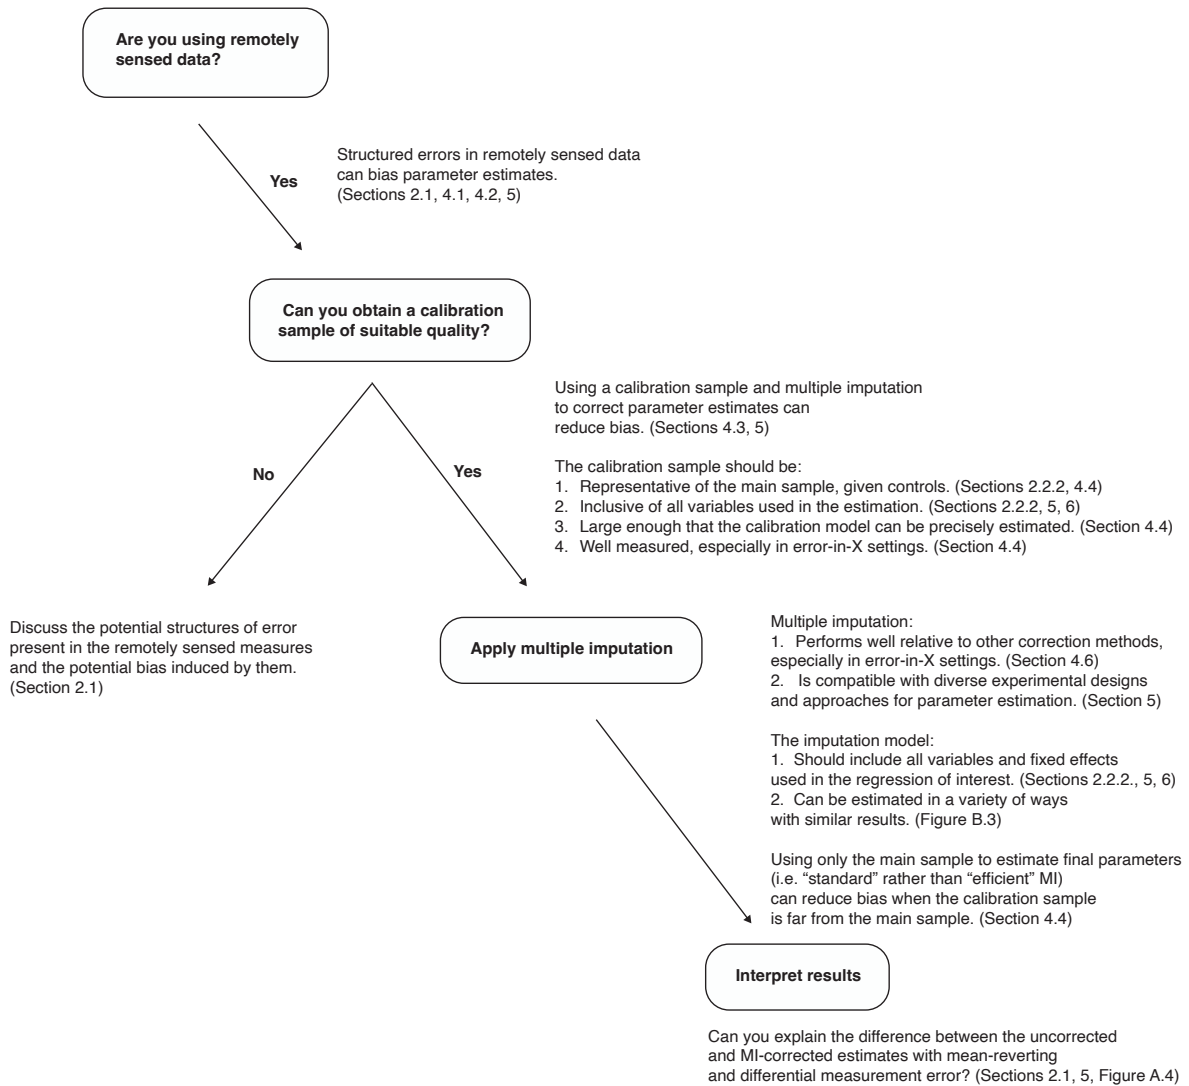 Are you using remotely
sensed data?
Yes
Structured errors in remotely sensed data
can bias parameter estimates.
(Sections 2.1, 4.1, 4.2, 5)
Can you obtain a calibration
sample of suitable quality?
No
Yes
Using a calibration sample and multiple imputation
to correct parameter estimates can
reduce bias. (Sections 4.3, 5)
The calibration sample should be:
1. Representative of the main sample, given controls. (Sections 2.2.2, 4.4)
2. Inclusive of all variables used in the estimation. (Sections 2.2.2, 5, 6)
3. Large enough that the calibration model can be precisely estimated. (Section 4.4)
4. Well measured, especially in error-in-X settings. (Section 4.4)
Discuss the potential structures of error
present in the remotely sensed measures
and the potential bias induced by them.
(Section 2.1)
Apply multiple imputation
Multiple imputation:
1. Performs well relative to other correction methods,
especially in error-in-X settings. (Section 4.6)
2. Is compatible with diverse experimental designs
and approaches for parameter estimation. (Section 5)
The imputation model:
1. Should include all variables and fixed effects
used in the regression of interest. (Sections 2.2.2., 5, 6)
2. Can be estimated in a variety of ways
with similar results. (Figure B.3)
Using only the main sample to estimate final parameters
(i.e. “standard” rather than “efficient” MI)
can reduce bias when the calibration sample
is far from the main sample. (Section 4.4)
Interpret results
Can you explain the difference between the uncorrected
and MI-corrected estimates with mean-reverting
and differential measurement error? (Sections 2.1, 5, Figure A.4)